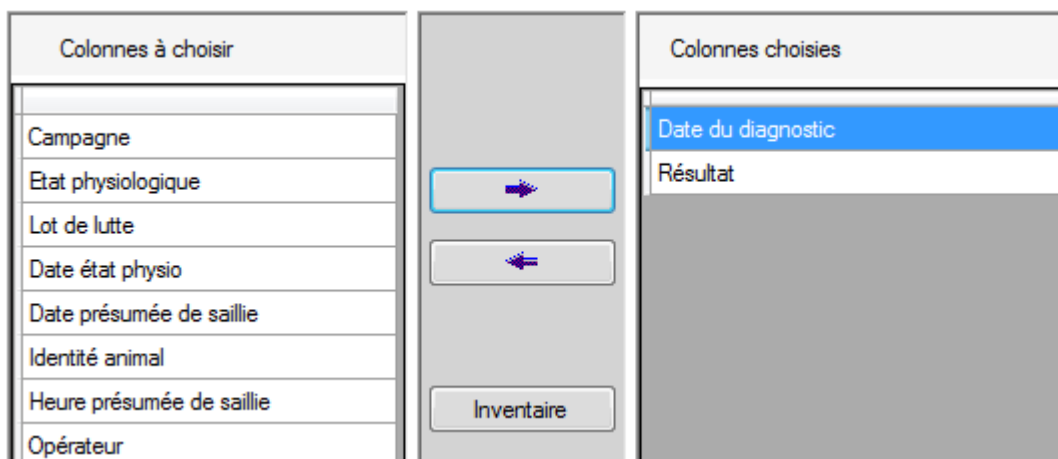 Colonnes à choisir
Campagne
Etat physiologique
Lot de lutte
Date état physio
Date présumée de saillie
Identité animal
Heure présumée de saillie
Opérateur
Inventaire
Colonnes choisies
Date du diagnostic
Résultat